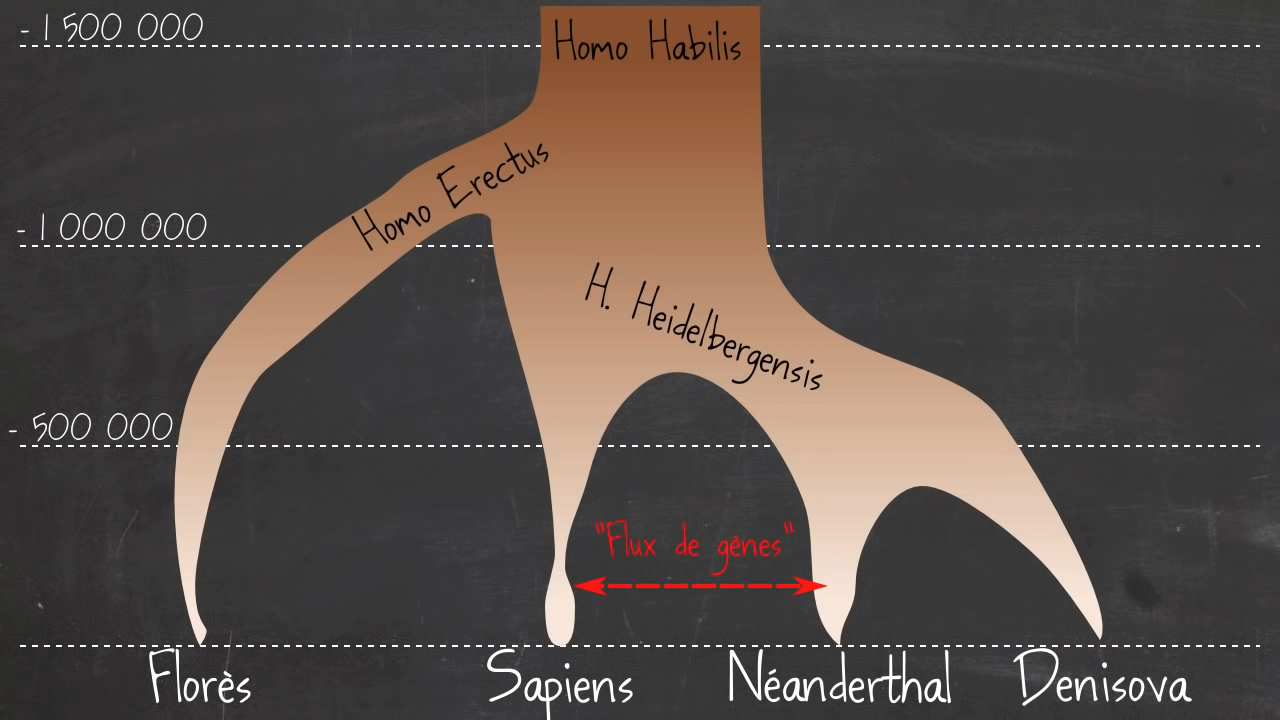 - 1 500 000
Homo Habilis
Homo Erectus
- 1 000 000
H. Heidelbergensis
- 500 000
"Flux de gênes"
Florès
Sapiens
Néanderthal
Denisova